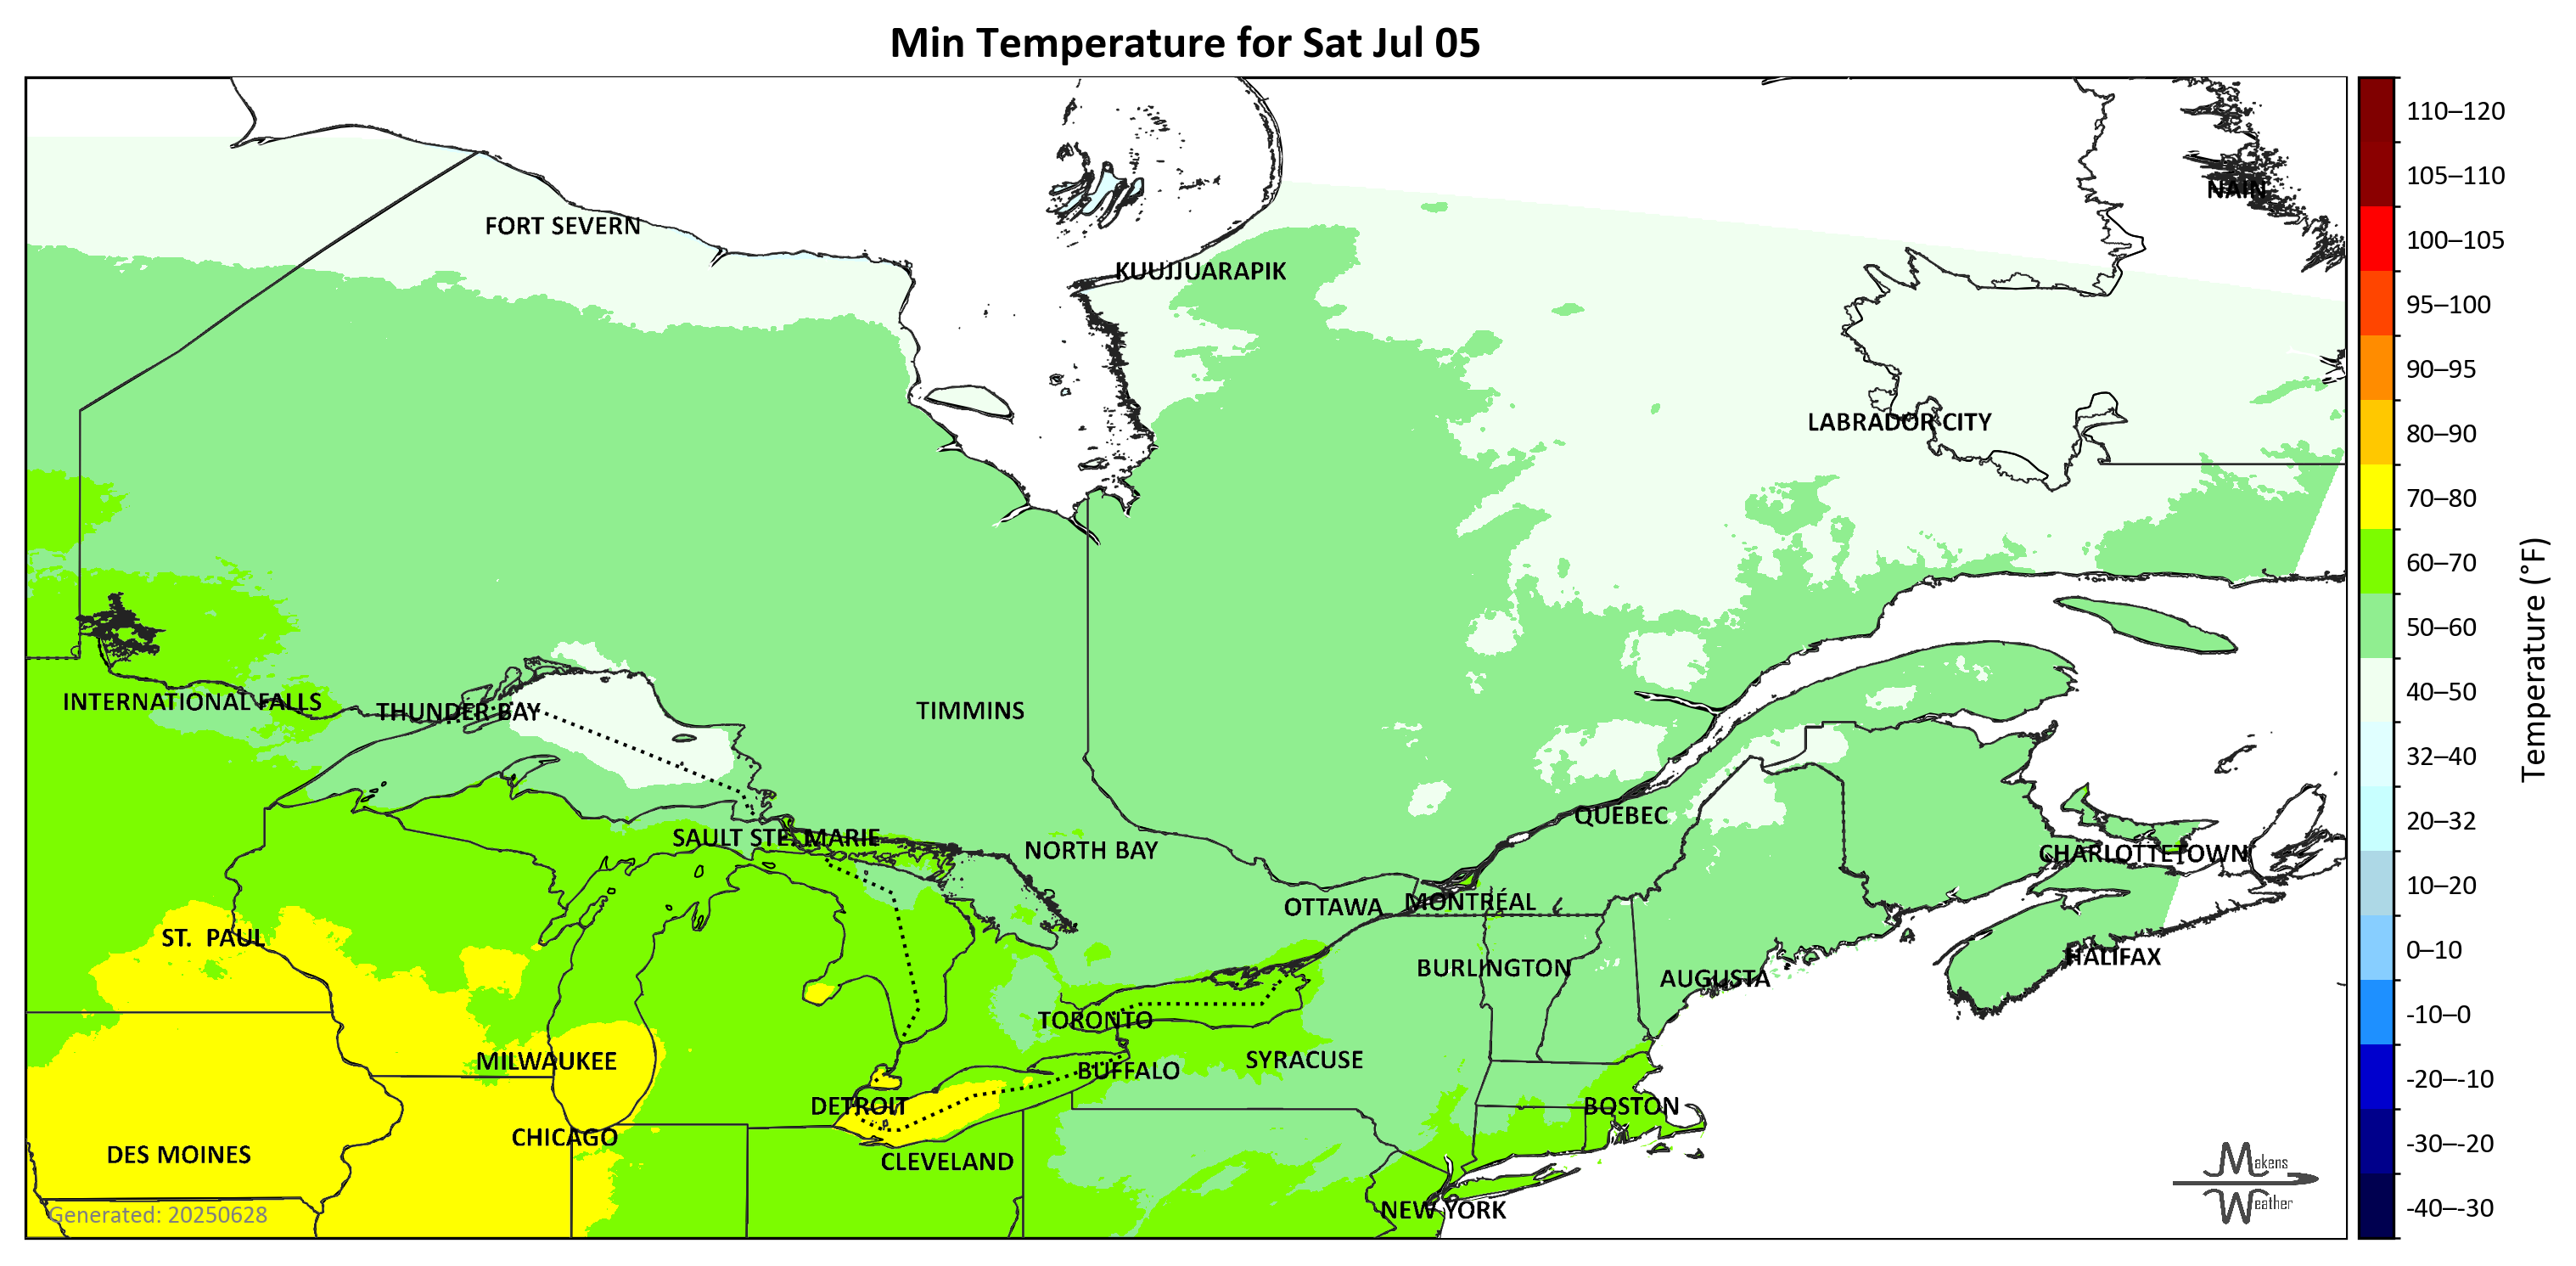 Min Temperature for Sat Jul 05
110–120
105–110
NAIN
FORT SEVERN
100–105
KUUJJUARAPIK
95–100
90–95
LABRADOR CITY
80–90
70–80
60–70
50–60
Temperature (°F)
40–50
INTERNATIONAL FALLS
THUNDER BAY
TIMMINS
32–40
QUÉBEC
20–32
SAULT STE. MARIE
NORTH BAY
CHARLOTTETOWN
10–20
OTTAWA
MONTRÉAL
ST. PAUL
0–10
BURLINGTON
HALIFAX
AUGUSTA
-10–0
TORONTO
MILWAUKEE
SYRACUSE
BUFFALO
-20–-10
DETROIT
BOSTON
CHICAGO
-30–-20
DES MOINES
CLEVELAND
Makens
Weather
NEW YORK
-40–-30
Generated: 20250628